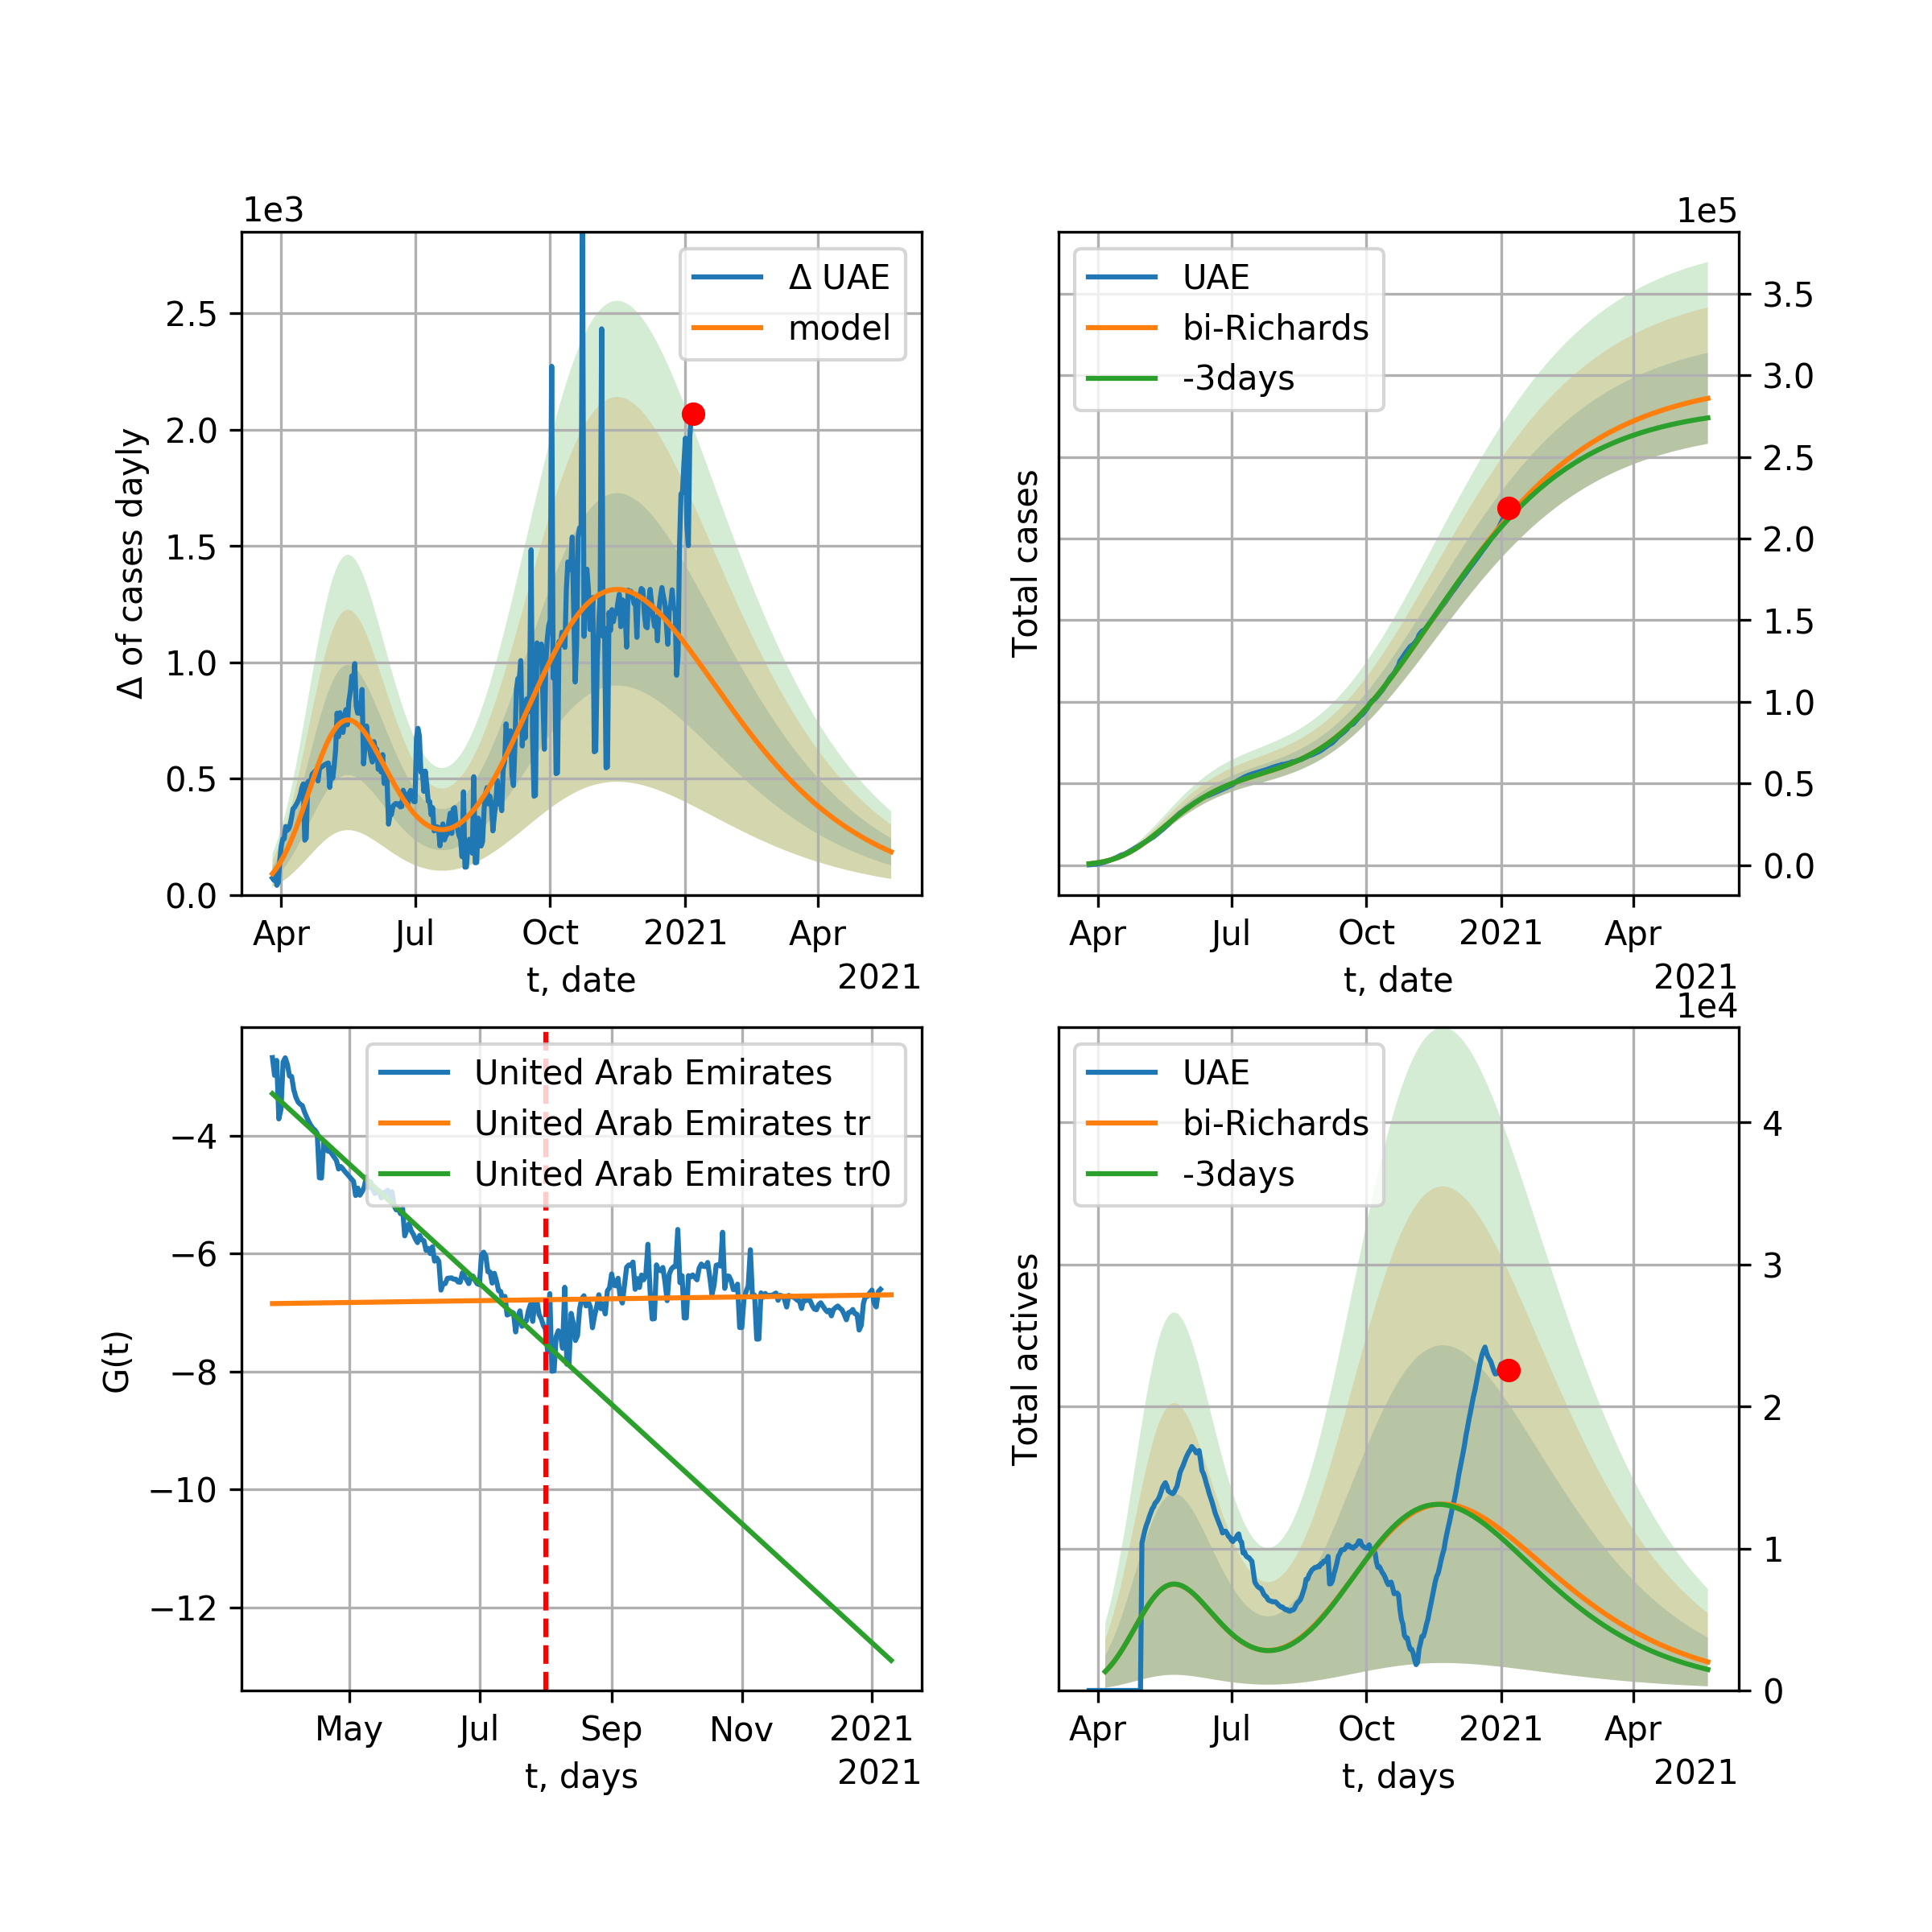 1e3
Δ UAE
model
2.5
2.0
1.5
1.0
0.5
0.0
Δ of cases dayly
Apr
Jul
Oct
2021
Apr
t, date
2021
1e5
UAE
bi-Richards
-3days
3.5
3.0
2.5
2.0
1.5
1.0
0.5
0.0
Total cases
Apr
Jul
Oct
2021
Apr
t, date
2021
United Arab Emirates
United Arab Emirates tr
United Arab Emirates tr0
−4
−6
−8
−10
−12
G(t)
May
Jul
Sep
Nov
2021
t, days
2021
1e4
UAE
bi-Richards
-3days
4
3
2
1
0
Total actives
Apr
Jul
Oct
2021
Apr
t, days
2021